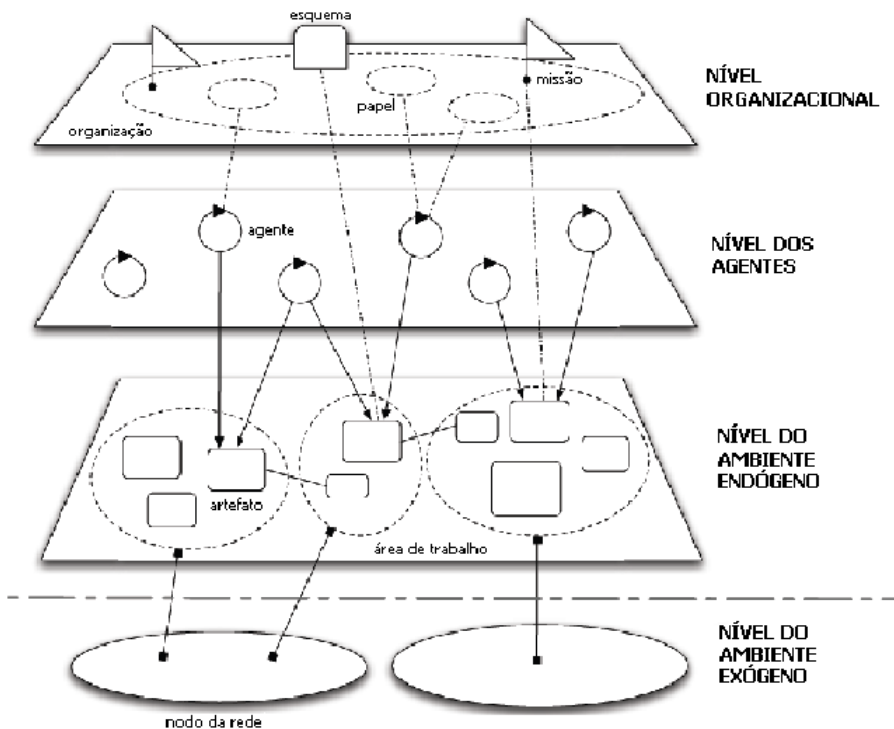 esquema
missão
papel
organização
NÍVEL
ORGANIZACIONAL
agente
NÍVEL DOS
AGENTES
artefato
área de trabalho
NÍVEL DO
AMBIENTE
ENDÓGENO
nodo da rede
NÍVEL DO
AMBIENTE
EXÓGENO